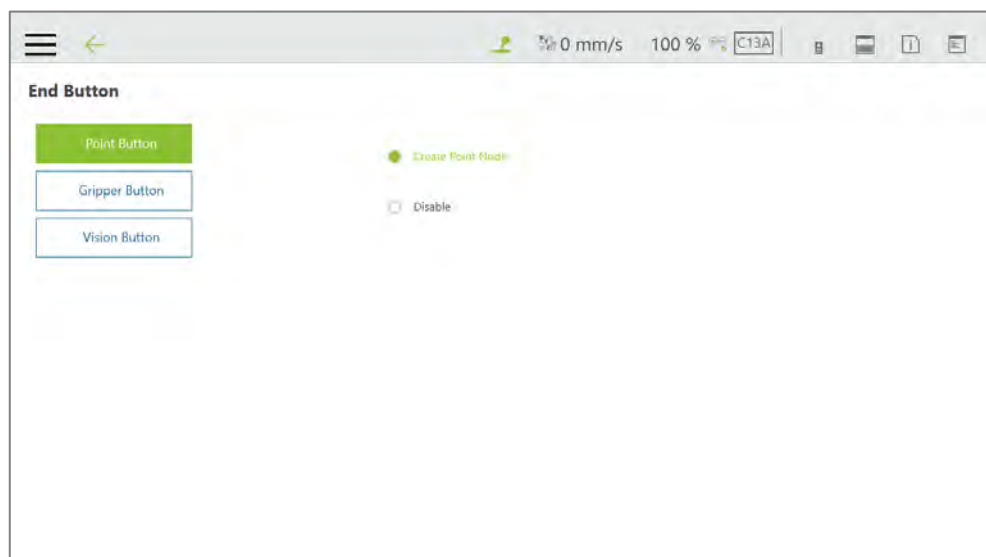 0 mm/s 100 % C13A
End Button
Point Button
Create Point Node
Gripper Button
Disable
Vision Button